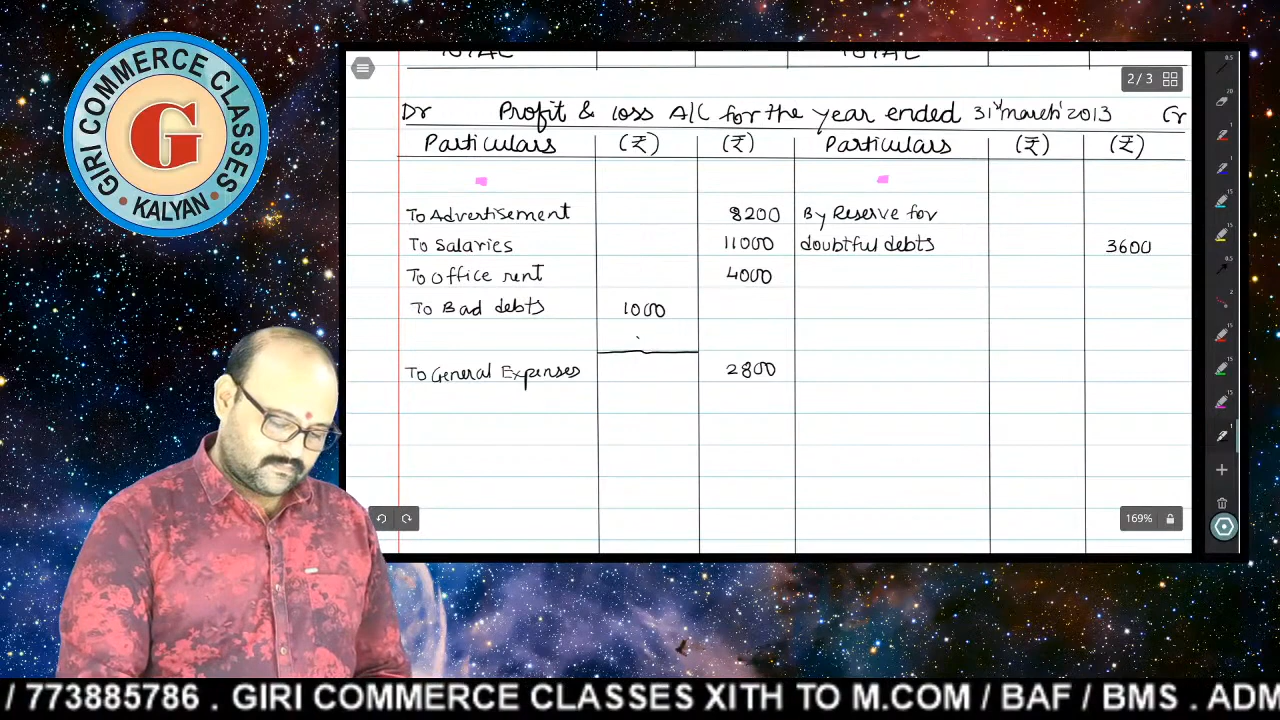 GIRI COMMERCE CLASSES
G
• KALYAN •
TOTAL TOTAL
2/3
Dr Profit & loss A/C for the year ended 31st march' 2013 Cr
Particulars (₹) (₹) Particulars (₹) (₹)
To Advertisement 8200 By Reserve for
To Salaries 11000 doubtful debts 3600
To Office rent 4000
To Bad debts 1000
To General Expenses 2800
169%
/ 773885786 . GIRI COMMERCE CLASSES XITH TO M.COM / BAF / BMS . ADM